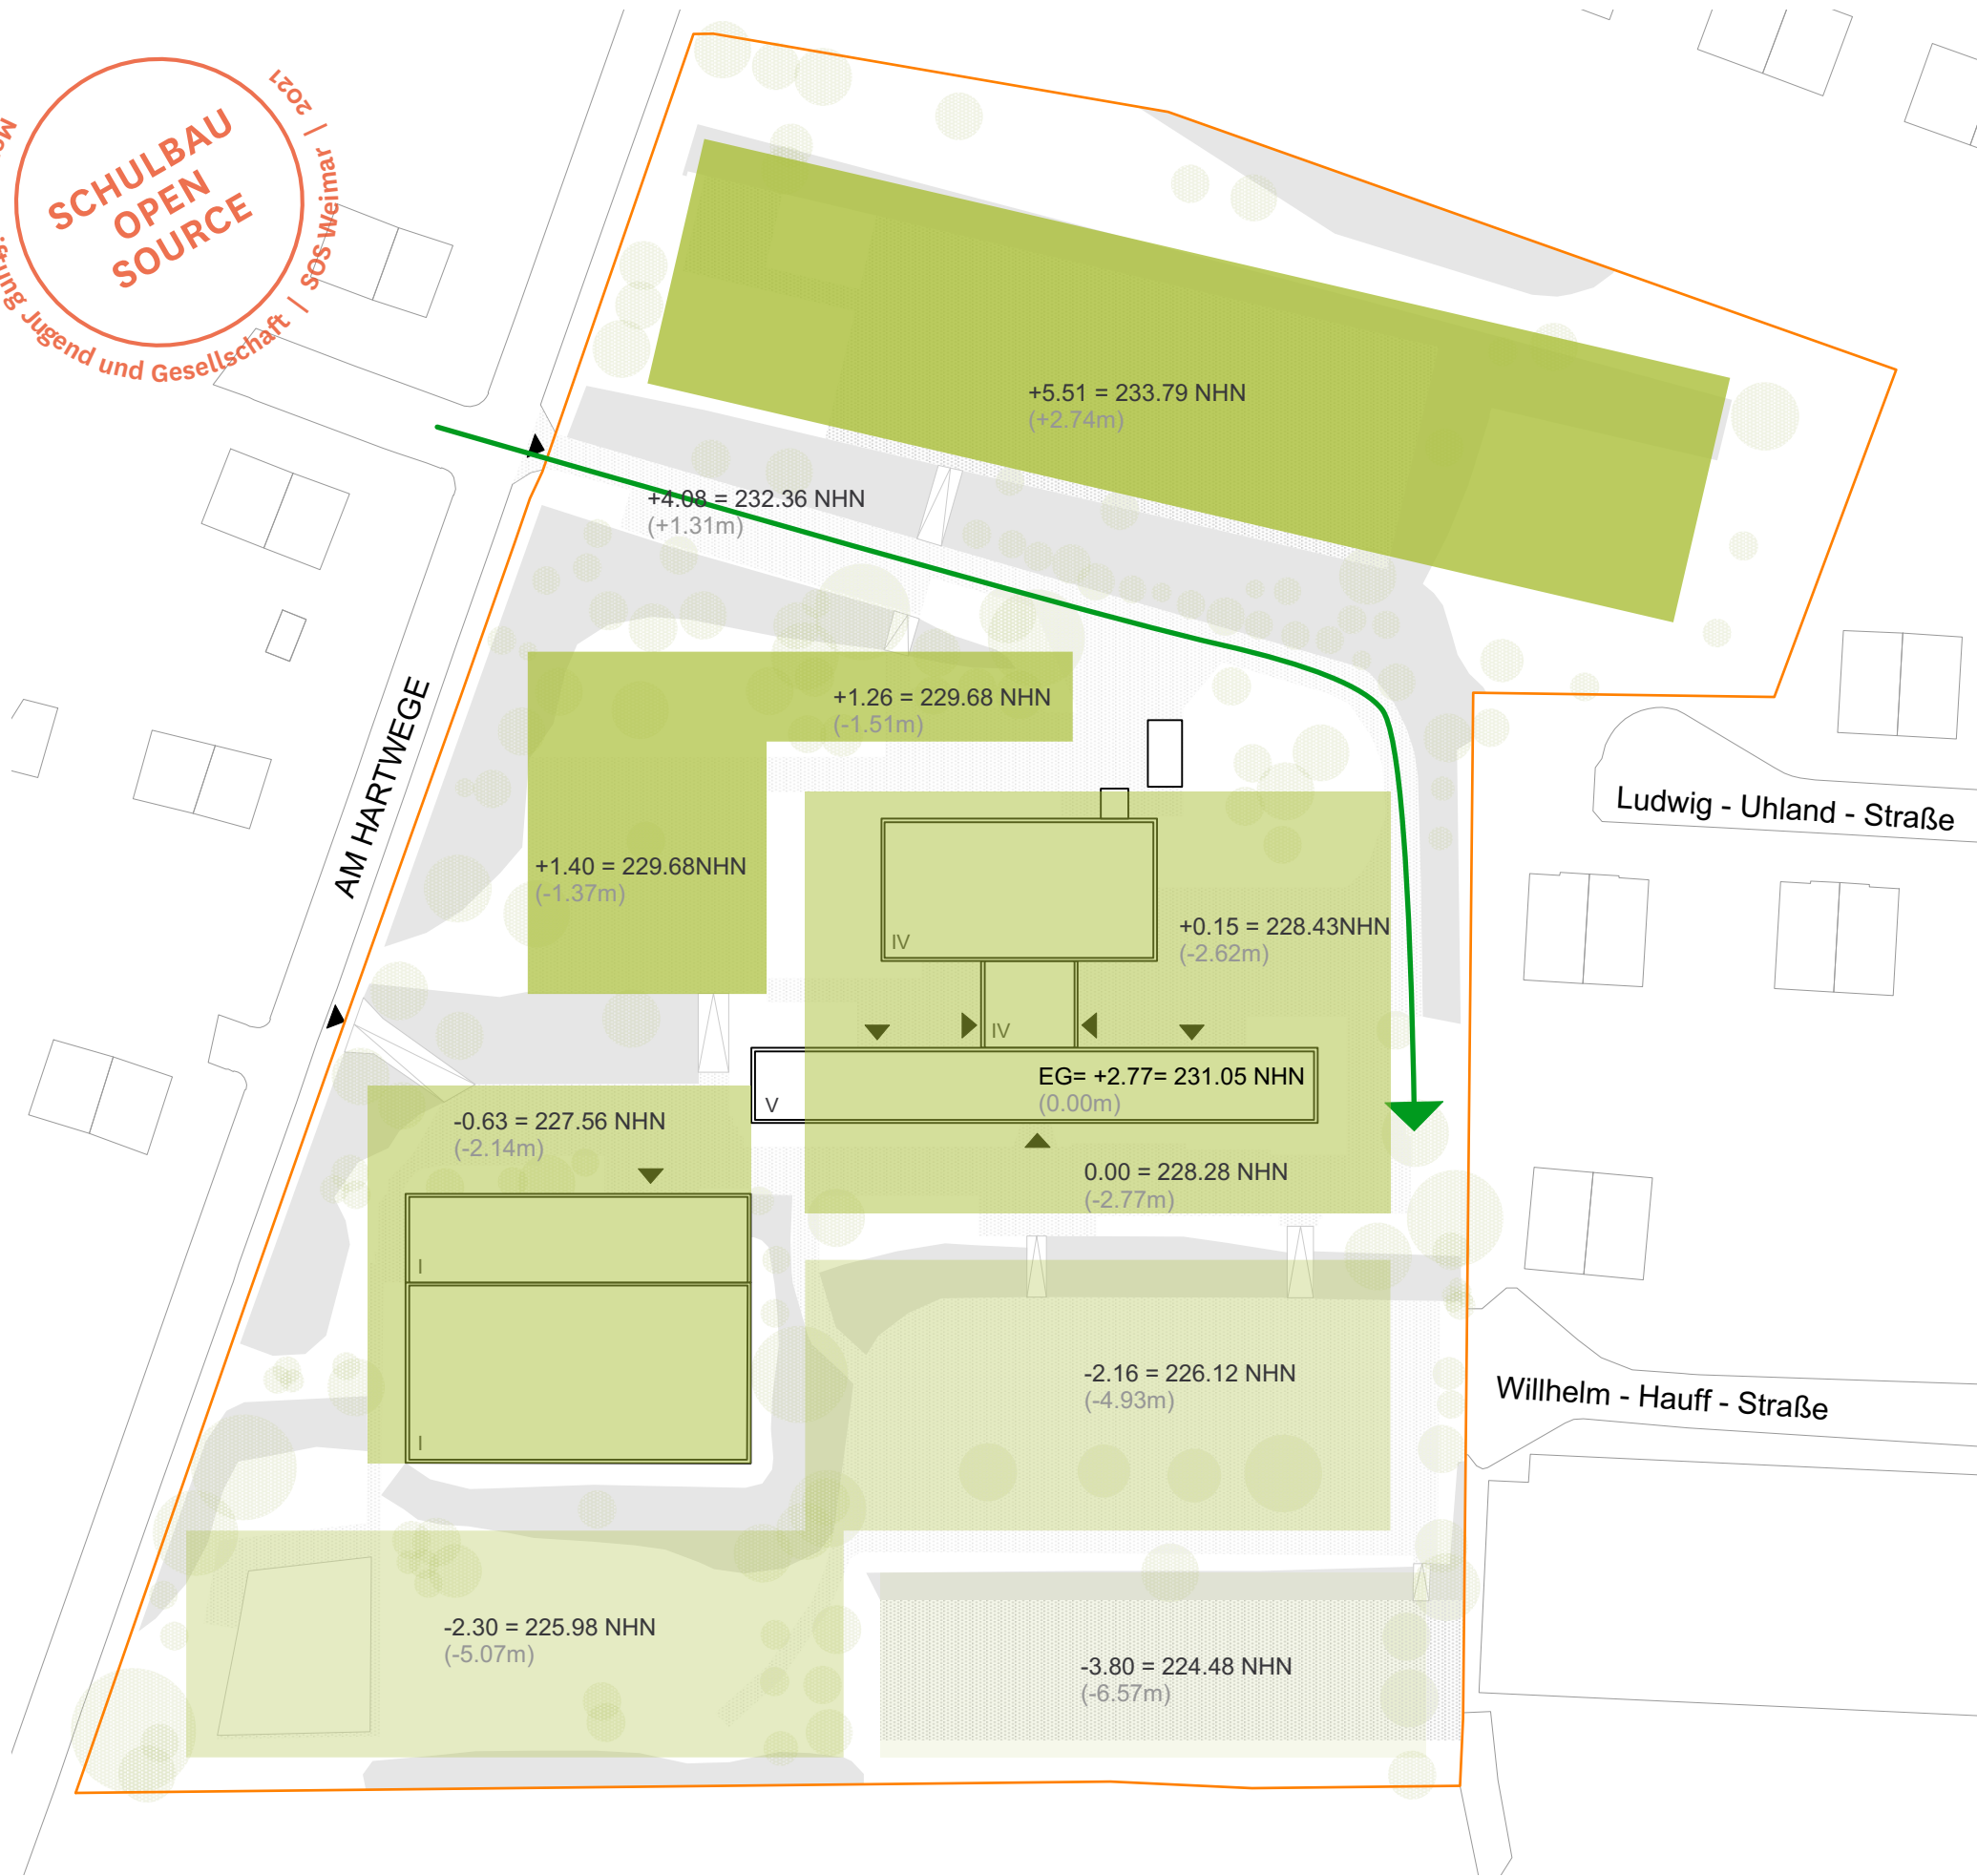 SCHULBAU
OPEN
SOURCE
Jugend und Gesellschaft | SOS Weimar | 2021
+5.51 = 233.79 NHN
(+2.74m)
+4.08 = 232.36 NHN
(+1.31m)
+1.26 = 229.68 NHN
(-1.51m)
AM HARTWEGE
Ludwig - Uhland - Straße
+1.40 = 229.68NHN
(-1.37m)
+0.15 = 228.43NHN
(-2.62m)
IV
IV
EG= +2.77= 231.05 NHN
(0.00m)
V
-0.63 = 227.56 NHN
(-2.14m)
0.00 = 228.28 NHN
(-2.77m)
I
-2.16 = 226.12 NHN
(-4.93m)
Willhelm - Hauff - Straße
I
-2.30 = 225.98 NHN
(-5.07m)
-3.80 = 224.48 NHN
(-6.57m)